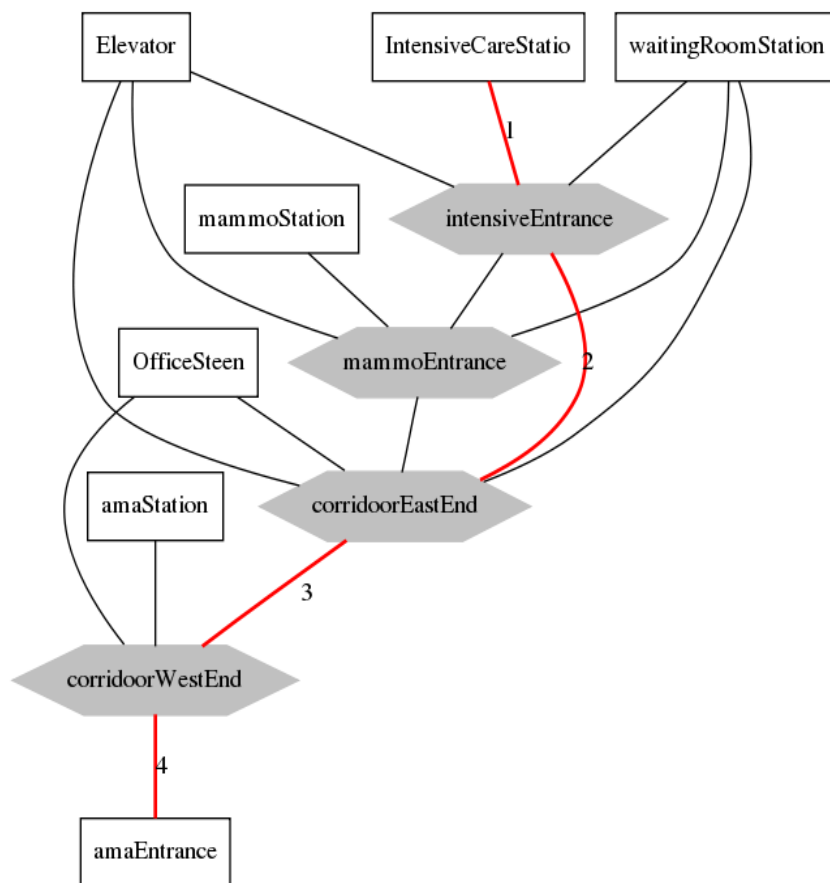 Elevator
IntensiveCareStatio
waitingRoomStation
1
mammoStation
intensiveEntrance
OfficeSteen
mammoEntrance
2
amaStation
corridoorEastEnd
3
corridoorWestEnd
4
amaEntrance